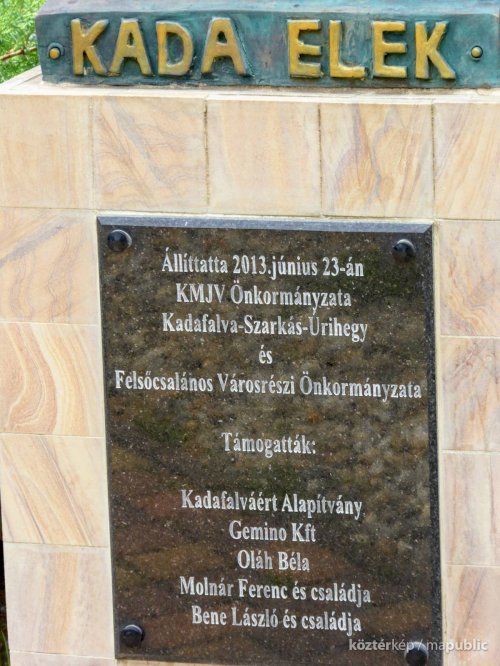 KADA ELEK
Állíttatta 2013.június 23-án
KMJV Önkormányzata
Kadafalva-Szarkás-Úrihegy
és
Felsőcsalános Városrészi Önkormányzata
Támogatták:
Kadafalváért Alapítvány
Gemino Kft
Oláh Béla
Molnár Ferenc és családja
Bene László és családja
köztérkép / mapublic